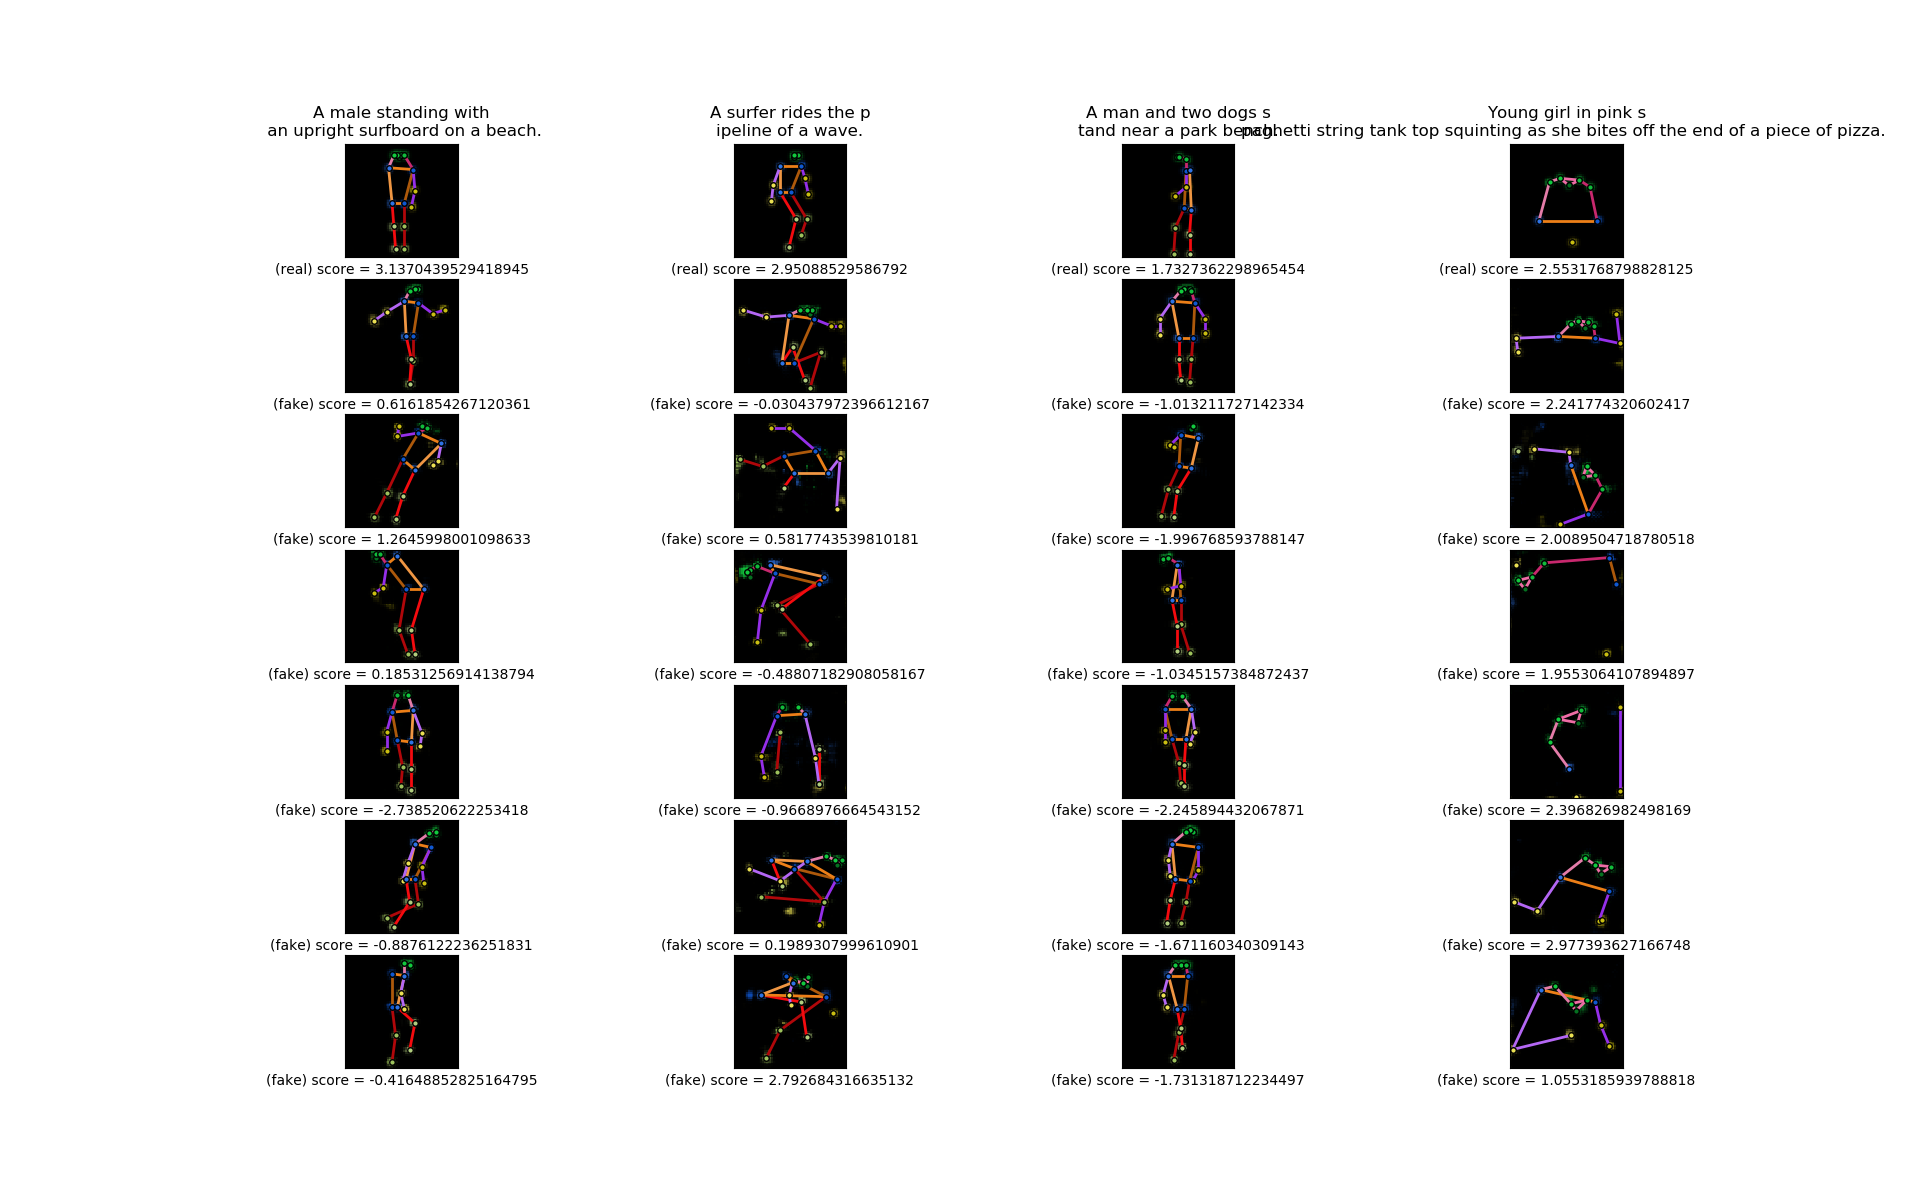 A male standing with
an upright surfboard on a beach.
A surfer rides the p
ipeline of a wave.
A man and two dogs s
tand near a park bench.
Young girl in pink s
paghetti string tank top squinting as she bites off the end of a piece of pizza.
(real) score = 3.1370439529418945
(real) score = 2.95088529586792
(real) score = 1.7327362298965454
(real) score = 2.5531768798828125
(fake) score = 0.6161854267120361
(fake) score = -0.030437972396612167
(fake) score = -1.013211727142334
(fake) score = 2.241774320602417
(fake) score = 1.2645998001098633
(fake) score = 0.5817743539810181
(fake) score = -1.996768593788147
(fake) score = 2.0089504718780518
(fake) score = 0.18531256914138794
(fake) score = -0.48807182908058167
(fake) score = -1.0345157384872437
(fake) score = 1.9553064107894897
(fake) score = -2.738520622253418
(fake) score = -0.9668976664543152
(fake) score = -2.245894432067871
(fake) score = 2.396826982498169
(fake) score = -0.8876122236251831
(fake) score = 0.1989307999610901
(fake) score = -1.671160340309143
(fake) score = 2.977393627166748
(fake) score = -0.41648852825164795
(fake) score = 2.792684316635132
(fake) score = -1.731318712234497
(fake) score = 1.0553185939788818